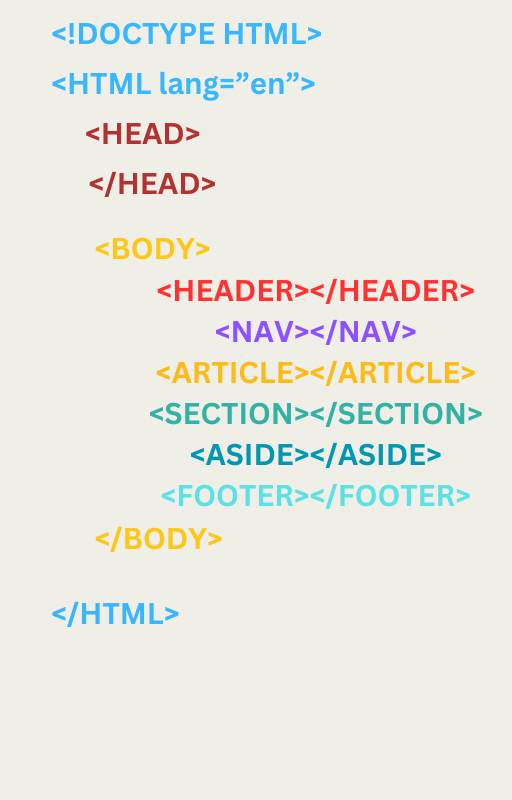 <!DOCTYPE HTML>
<HTML lang=”en”>
<HEAD>
</HEAD>
<BODY>
<HEADER></HEADER>
<NAV></NAV>
<ARTICLE></ARTICLE>
<SECTION></SECTION>
<ASIDE></ASIDE>
<FOOTER></FOOTER>
</BODY>
</HTML>